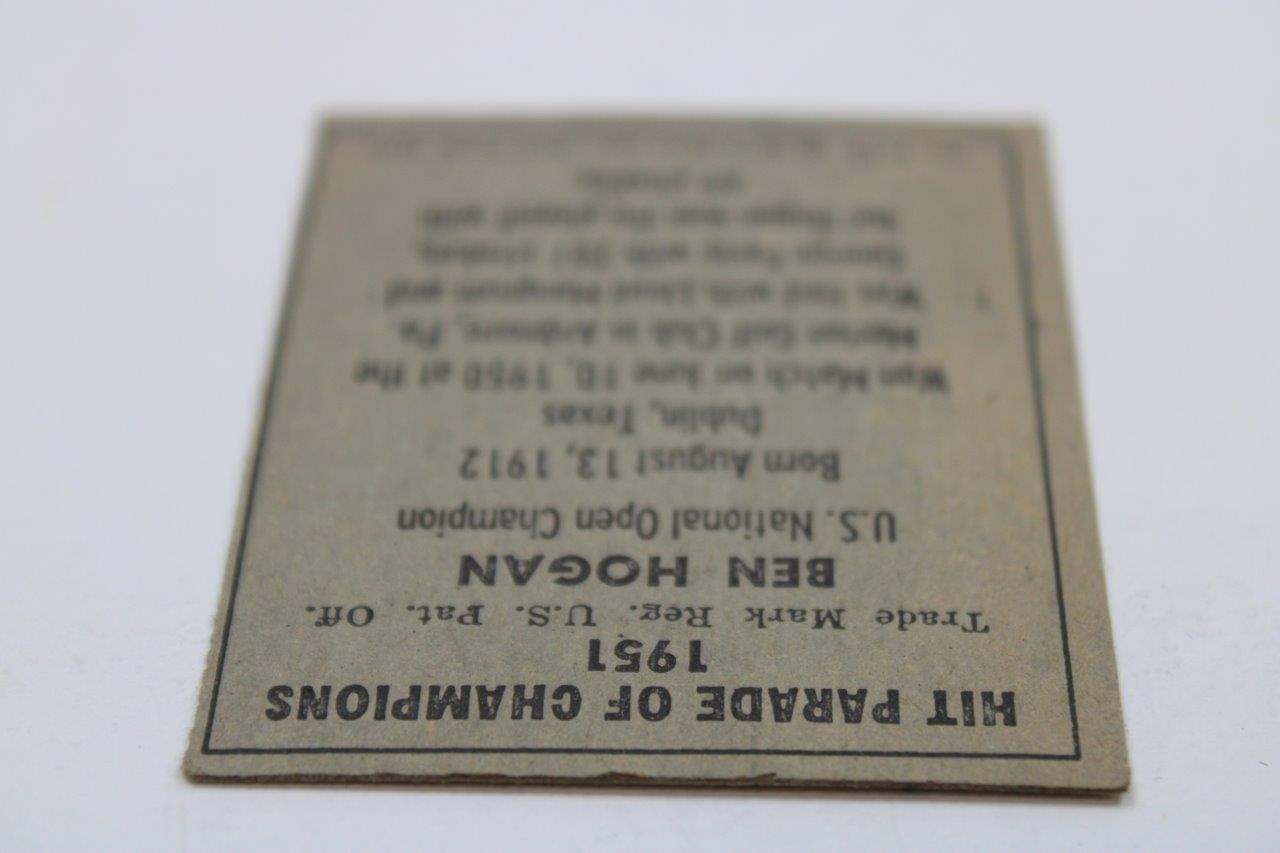 HIT PARADE OF CHAMPIONS
1951
Trade Mark Reg. U.S. Pat. Off.
BEN HOGAN
U.S. National Open Champion
Born August 13, 1912
Dublin, Texas
Won Match on June 10, 1950 at the
Merion Golf Club in Ardmore, Pa.
Was tied with Lloyd Mangrum and
George Fazio with 287 strokes,
but Hogan won the playoff with